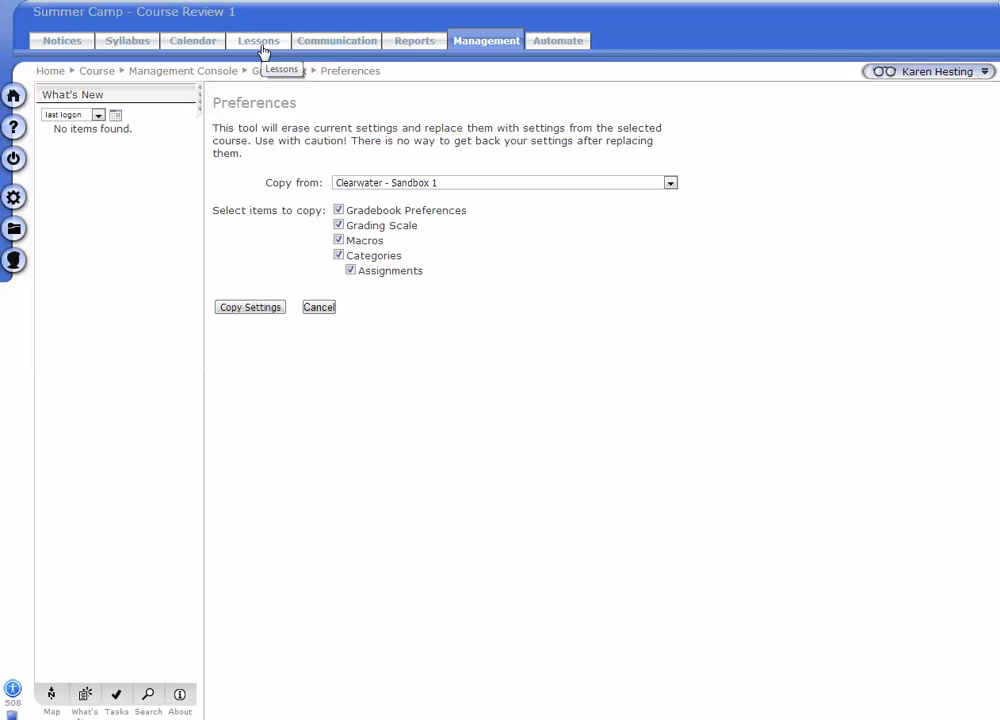 Summer Camp - Course Review 1
Notices Syllabus Calendar Lessons Communication Reports Management Automate
Home Course Management Console Preferences
Lessons
Karen Hesting
What's New
last logon
No items found.
Preferences
This tool will erase current settings and replace them with settings from the selected
course. Use with caution! There is no way to get back your settings after replacing
them.
Copy from: Clearwater - Sandbox 1
Select items to copy: Gradebook Preferences
Grading Scale
Macros
Categories
Assignments
Copy Settings Cancel
508
Map What's Tasks Search About